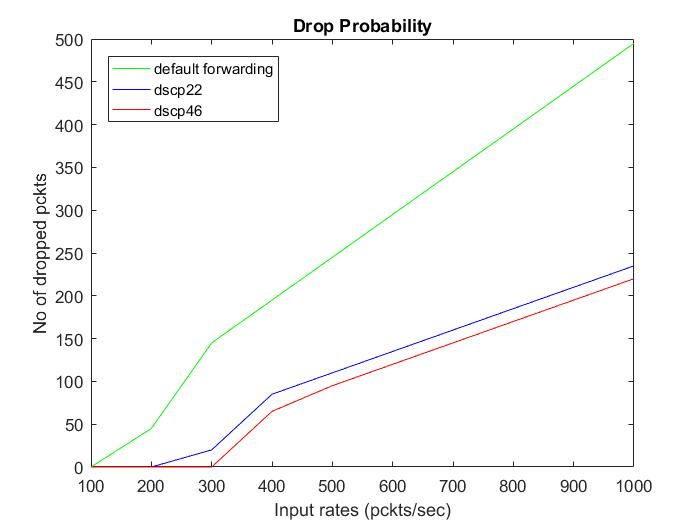 Drop Probability
default forwarding
dscp22
dscp46
No of dropped pckts
500
450
400
350
300
250
200
150
100
50
0
100 200 300 400 500 600 700 800 900 1000
Input rates (pckts/sec)